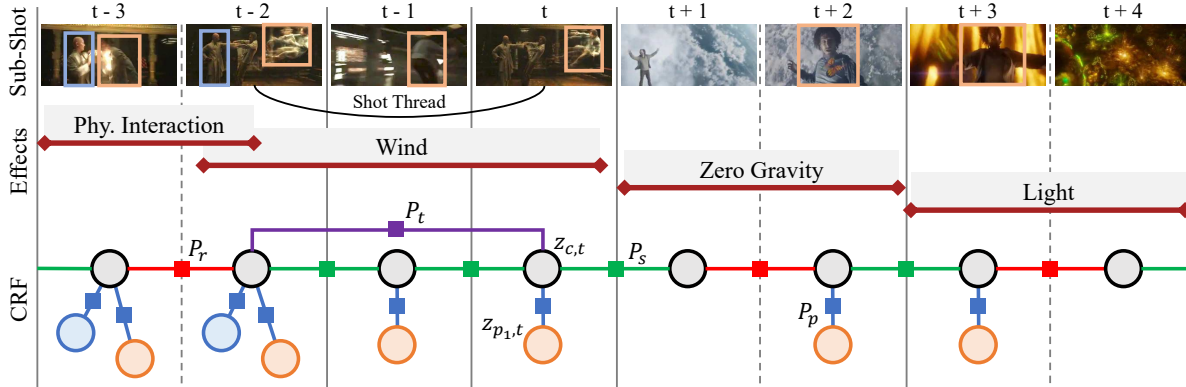 t - 3 t - 2 t - 1 t t + 1 t + 2 t + 3 t + 4
Sub-Shot
Shot Thread
Effects
Phy. Interaction
Wind
Zero Gravity
Light
CRF
P_r
P_t
z_{c,t}
P_s
z_{p_1,t}
P_p